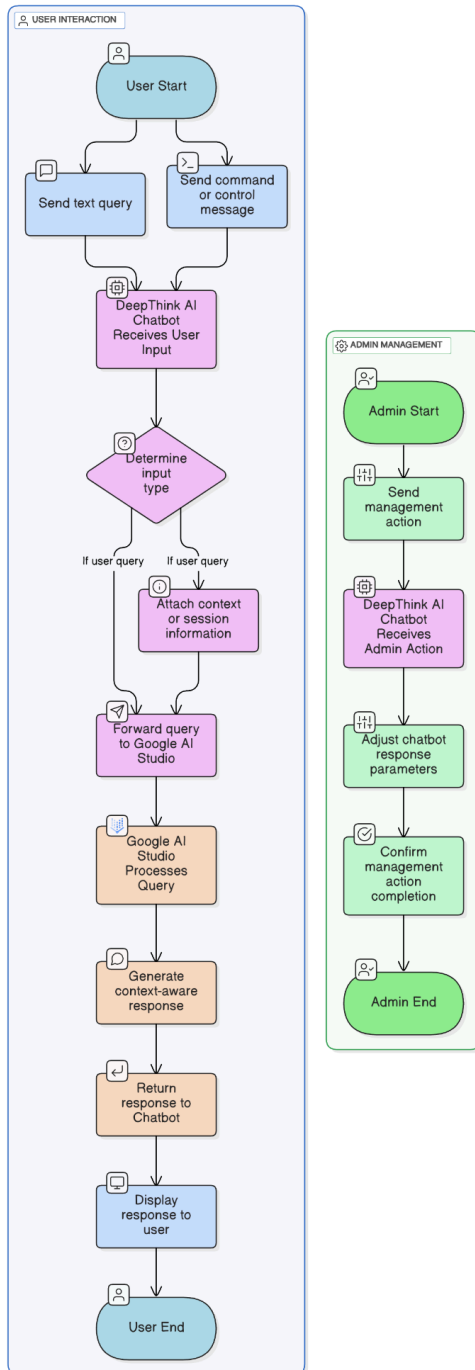 USER INTERACTION
User Start
Send text query
Send command
or control
message
DeepThink AI
Chatbot
Receives User
Input
Determine
input
type
If user query
If user query
Attach context
or session
information
Forward query
to Google AI
Studio
Google AI
Studio
Processes
Query
Generate
context-aware
response
Return
response to
Chatbot
Display
response to
user
User End
ADMIN MANAGEMENT
Admin Start
Send
management
action
DeepThink AI
Chatbot
Receives
Admin Action
Adjust chatbot
response
parameters
Confirm
management
action
completion
Admin End